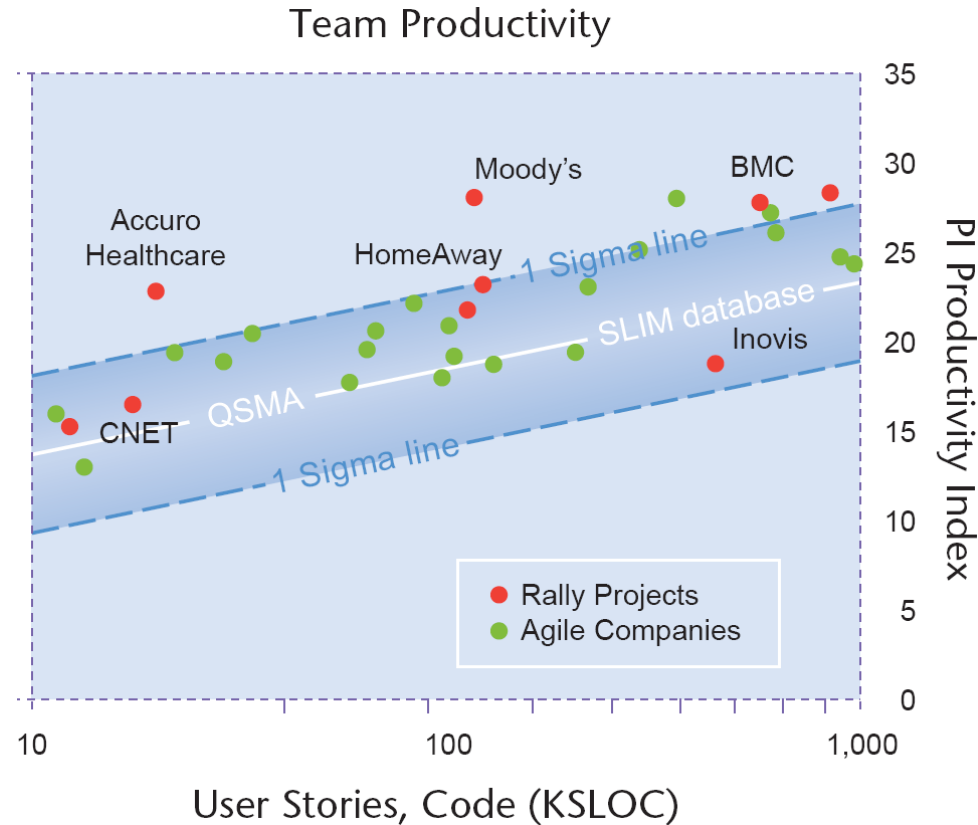 Team Productivity
35
30
25
20
15
10
5
0
PI Productivity Index
Moody's
BMC
Accuro
Healthcare
HomeAway
1 Sigma line
SLIM database
Inovis
QSMA
CNET
1 Sigma line
Rally Projects
Agile Companies
10
100
1,000
User Stories, Code (KSLOC)